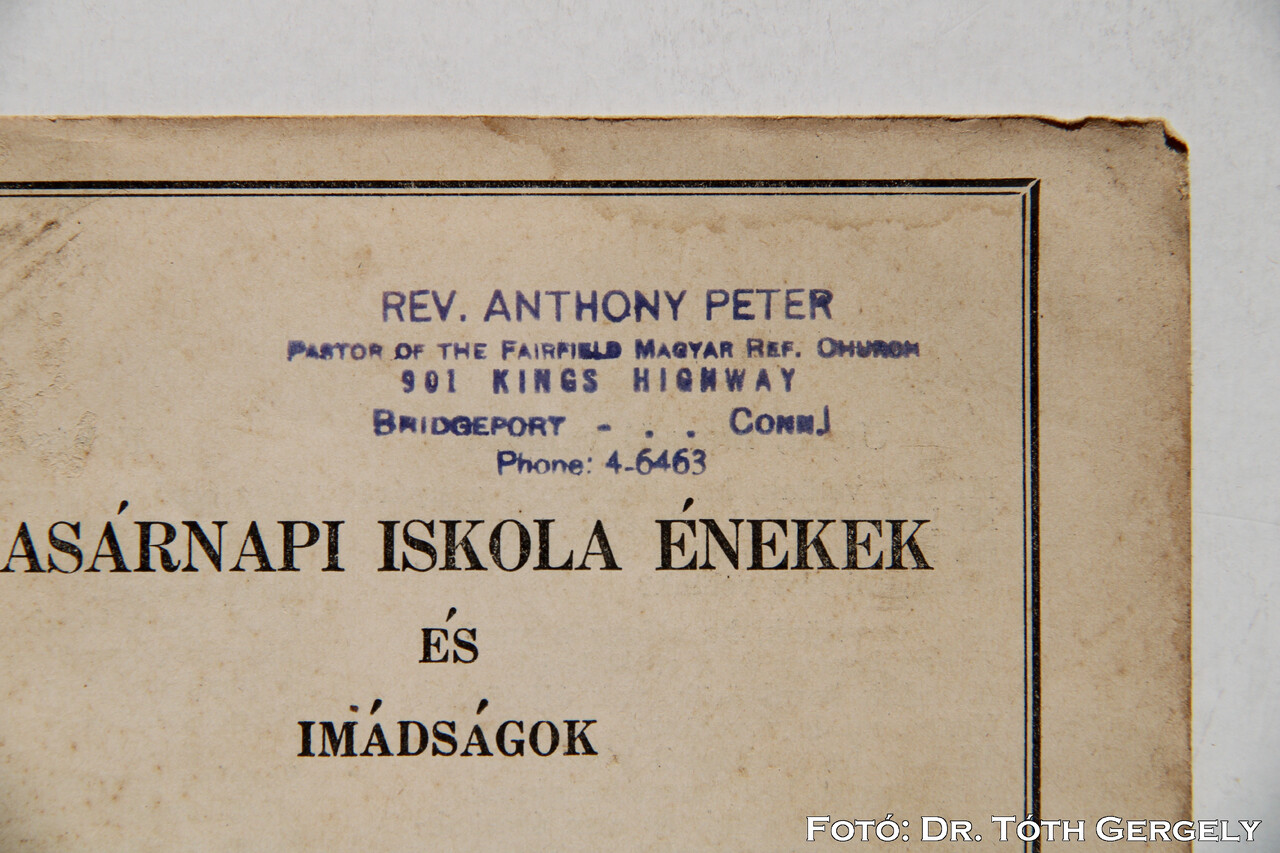 REV. ANTHONY PETER
PASTOR OF THE FAIRFIELD MAGYAR REF. CHURCH
901 KINGS HIGHWAY
BRIDGEPORT - . . CONN.
Phone: 4-6463
ASÁRNAPI ISKOLA ÉNEKEK
ÉS
IMÁDSÁGOK
FOTÓ: DR. TÓTH GERGELY